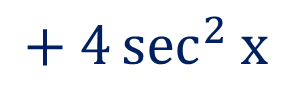 + 4 sec² x